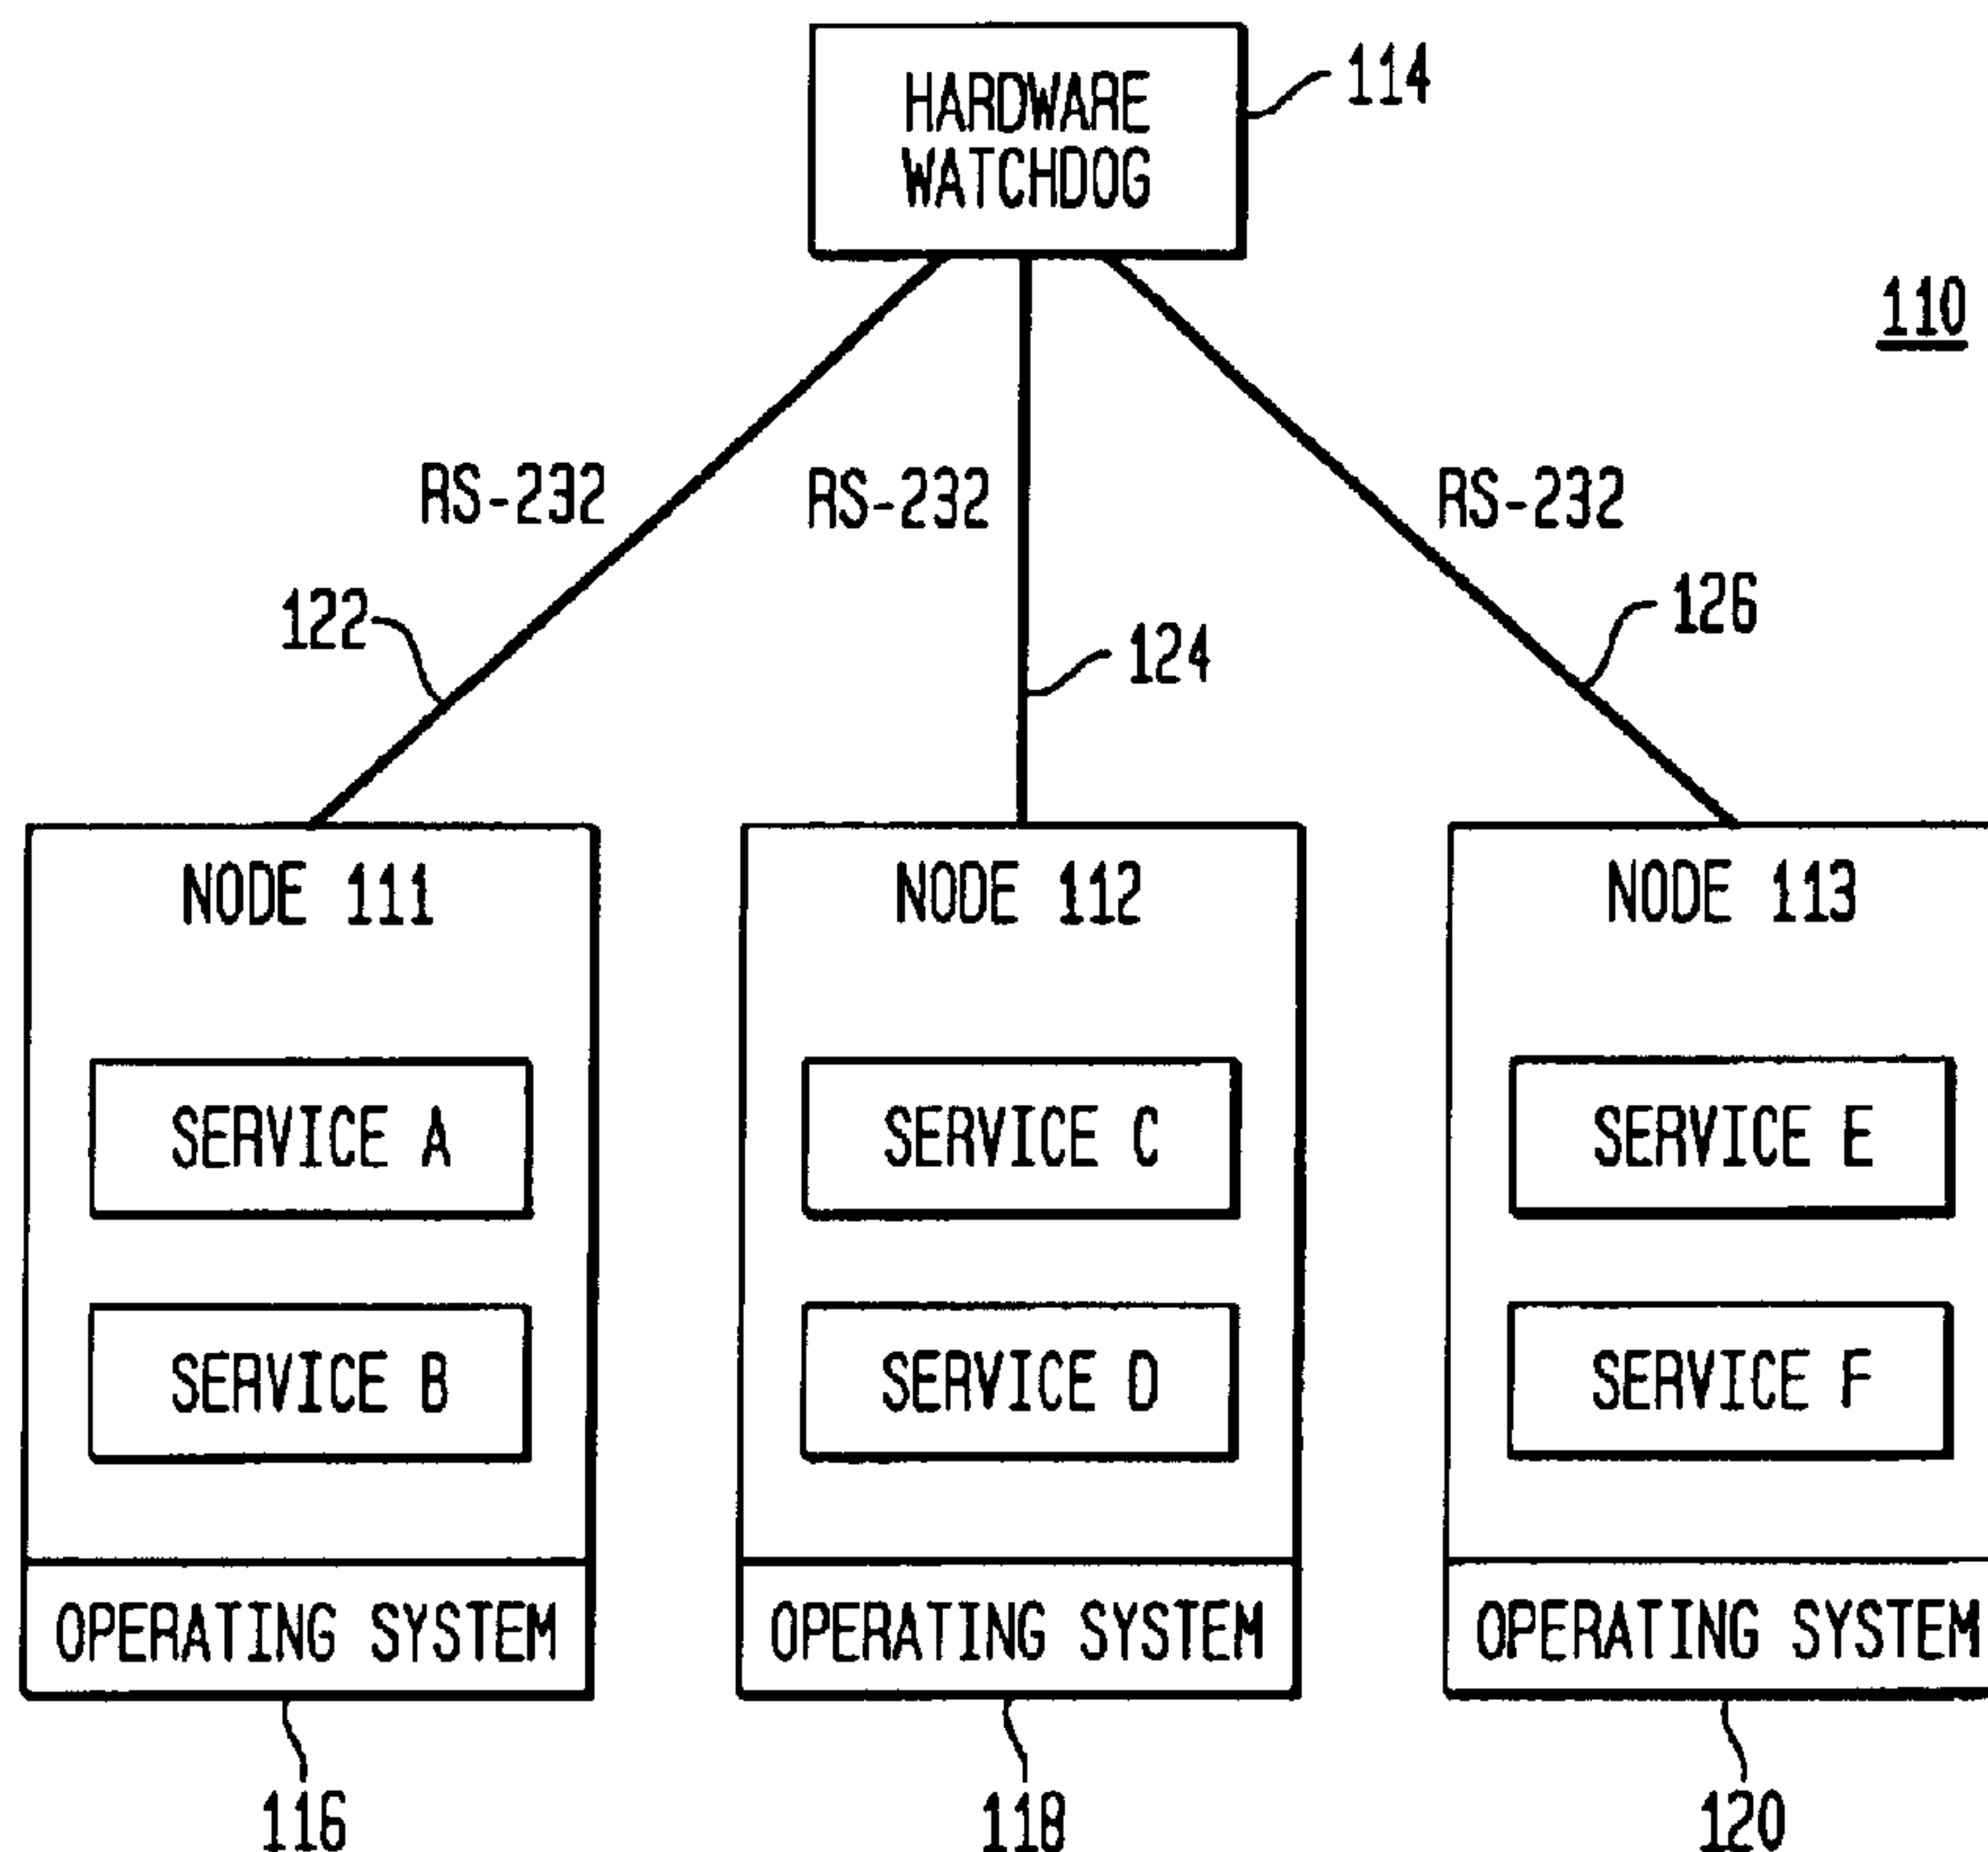 HARDWARE
WATCHDOG
114
110
RS-232
RS-232
RS-232
122
124
126
NODE 111
NODE 112
NODE 113
SERVICE A
SERVICE C
SERVICE E
SERVICE B
SERVICE D
SERVICE F
OPERATING SYSTEM
OPERATING SYSTEM
OPERATING SYSTEM
116
118
120